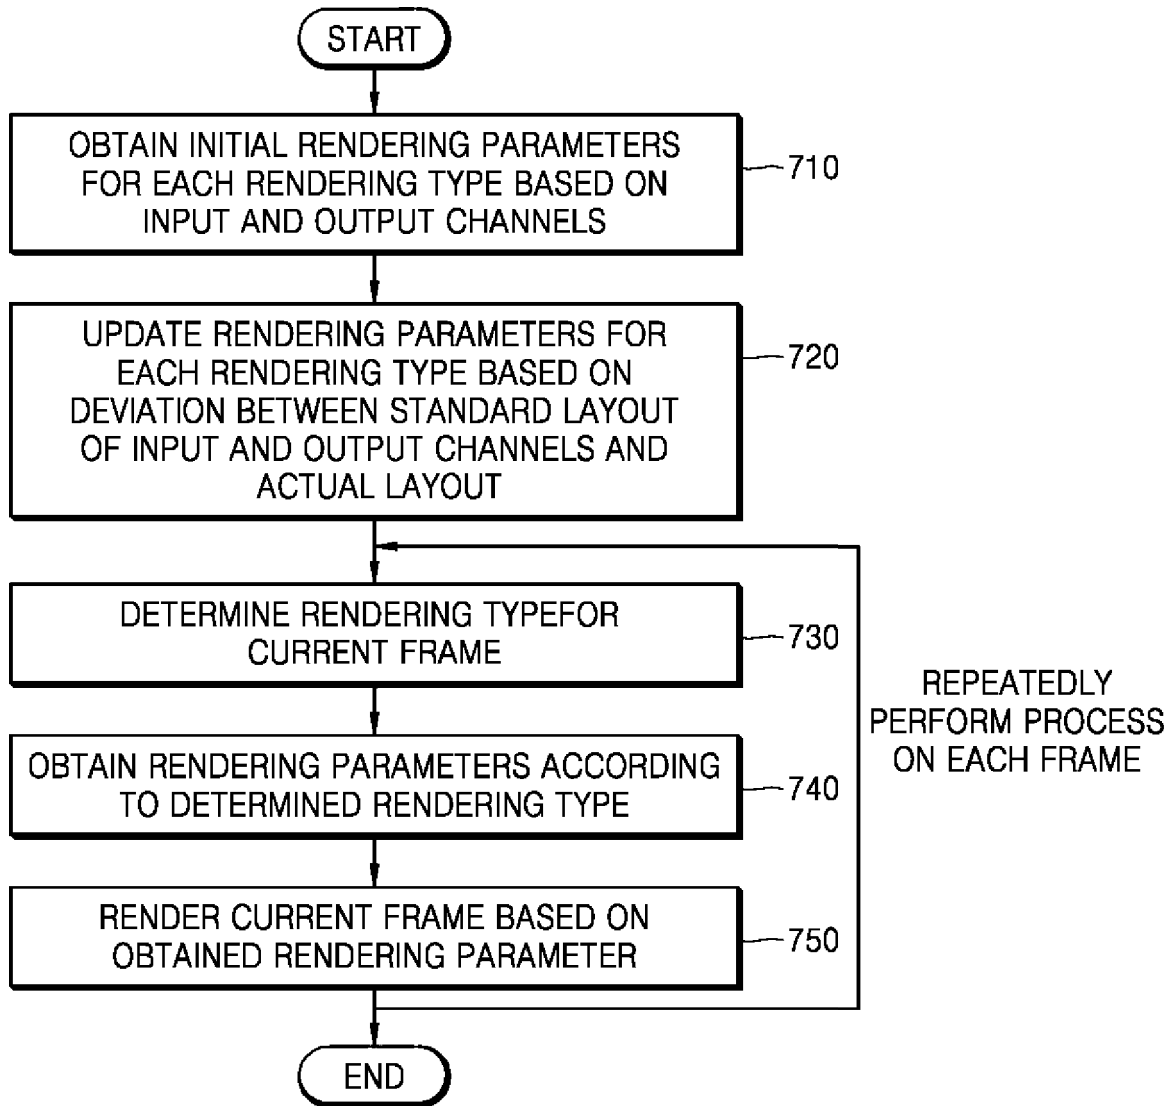 START
OBTAIN INITIAL RENDERING PARAMETERS
FOR EACH RENDERING TYPE BASED ON
INPUT AND OUTPUT CHANNELS
710
UPDATE RENDERING PARAMETERS FOR
EACH RENDERING TYPE BASED ON
DEVIATION BETWEEN STANDARD LAYOUT
OF INPUT AND OUTPUT CHANNELS AND
ACTUAL LAYOUT
720
DETERMINE RENDERING TYPEFOR
CURRENT FRAME
730
REPEATEDLY
PERFORM PROCESS
ON EACH FRAME
OBTAIN RENDERING PARAMETERS ACCORDING
TO DETERMINED RENDERING TYPE
740
RENDER CURRENT FRAME BASED ON
OBTAINED RENDERING PARAMETER
750
END